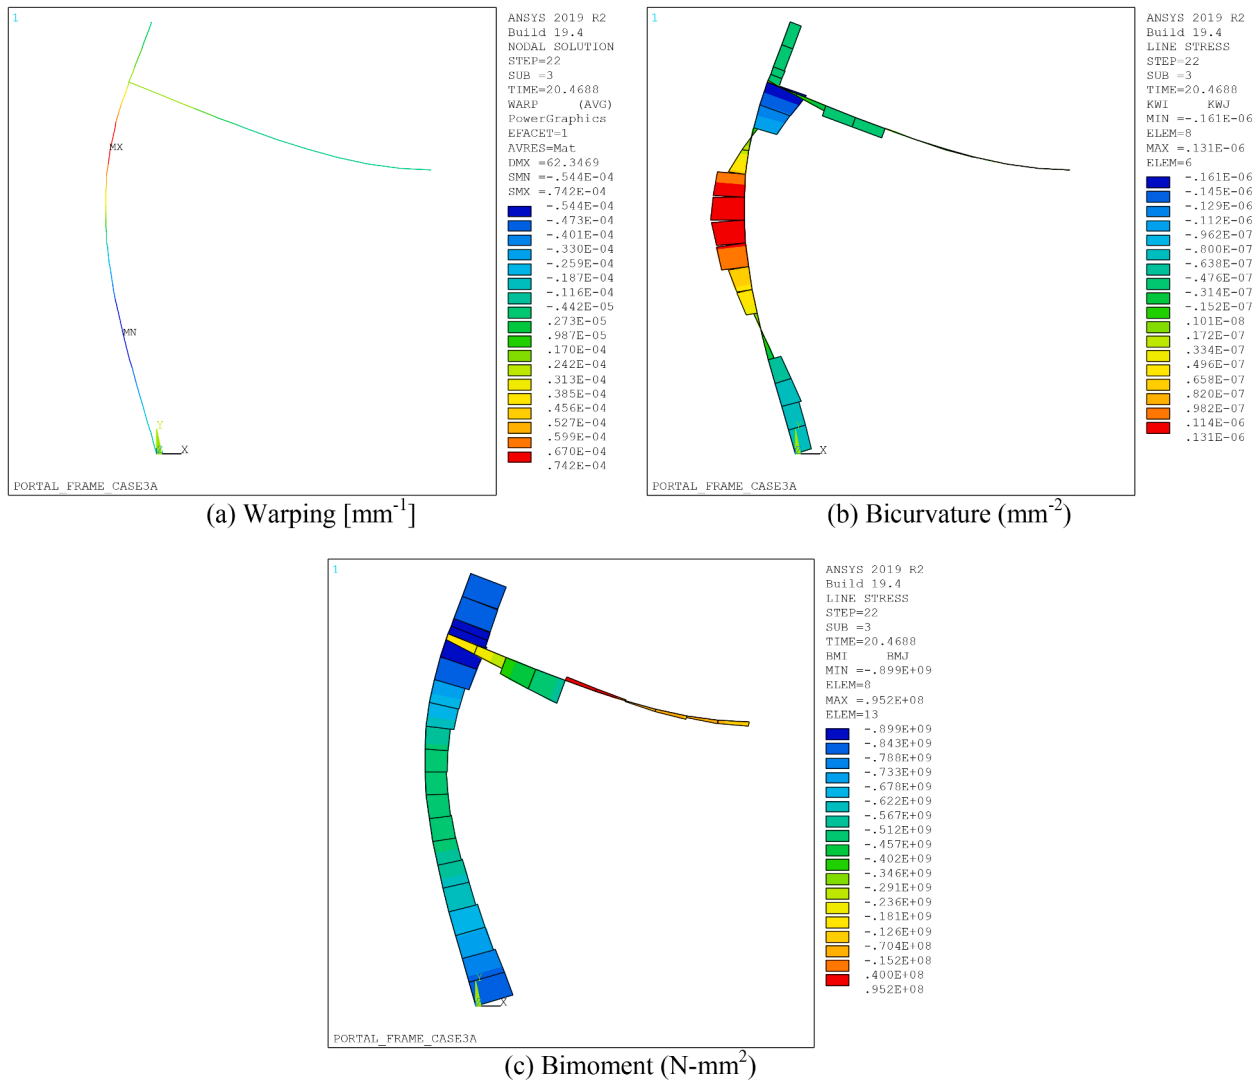 1
ANSYS 2019 R2
Build 19.4
NODAL SOLUTION
STEP=22
SUB =3
TIME=20.4688
WARP (AVG)
PowerGraphics
EFACET=1
AVRES=Mat
DMX =62.3469
SMN =-.544E-04
SMX =.742E-04
-.544E-04
-.473E-04
-.401E-04
-.330E-04
-.259E-04
-.187E-04
-.116E-04
-.442E-05
.273E-05
.987E-05
.170E-04
.242E-04
.313E-04
.385E-04
.456E-04
.527E-04
.599E-04
.670E-04
.742E-04
MX
MN
Y
X
PORTAL_FRAME_CASE3A
(a) Warping [mm-1]
1
ANSYS 2019 R2
Build 19.4
LINE STRESS
STEP=22
SUB =3
TIME=20.4688
KWI KWJ
MIN =-.161E-06
ELEM=8
MAX =.131E-06
ELEM=6
-.161E-06
-.145E-06
-.129E-06
-.112E-06
-.962E-07
-.800E-07
-.638E-07
-.476E-07
-.314E-07
-.152E-07
.101E-08
.172E-07
.334E-07
.496E-07
.658E-07
.820E-07
.982E-07
.114E-06
.131E-06
X
PORTAL_FRAME_CASE3A
(b) Bicurvature (mm-2)
1
ANSYS 2019 R2
Build 19.4
LINE STRESS
STEP=22
SUB =3
TIME=20.4688
BMI BMJ
MIN =-.899E+09
ELEM=8
MAX =.952E+08
ELEM=13
-.899E+09
-.843E+09
-.788E+09
-.733E+09
-.678E+09
-.622E+09
-.567E+09
-.512E+09
-.457E+09
-.402E+09
-.346E+09
-.291E+09
-.236E+09
-.181E+09
-.126E+09
-.704E+08
-.152E+08
.400E+08
.952E+08
X
PORTAL_FRAME_CASE3A
(c) Bimoment (N-mm2)